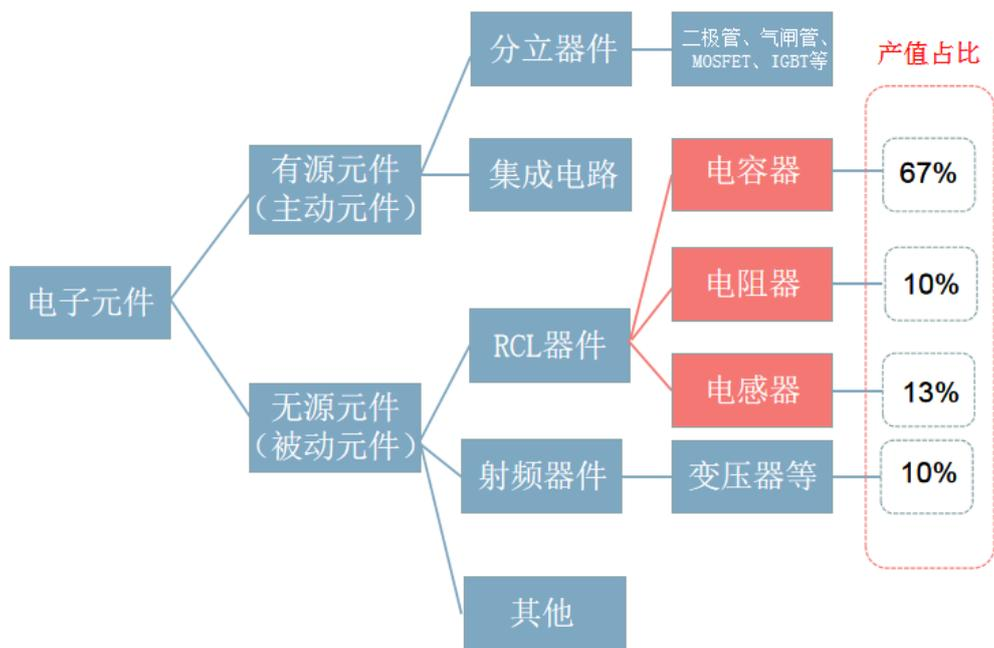 分立器件
二极管、气闸管、
MOSFET、IGBT等
产值占比
有源元件
（主动元件）
集成电路
电容器
67%
电子元件
电阻器
10%
RCL器件
电感器
13%
无源元件
（被动元件）
射频器件
变压器等
10%
其他